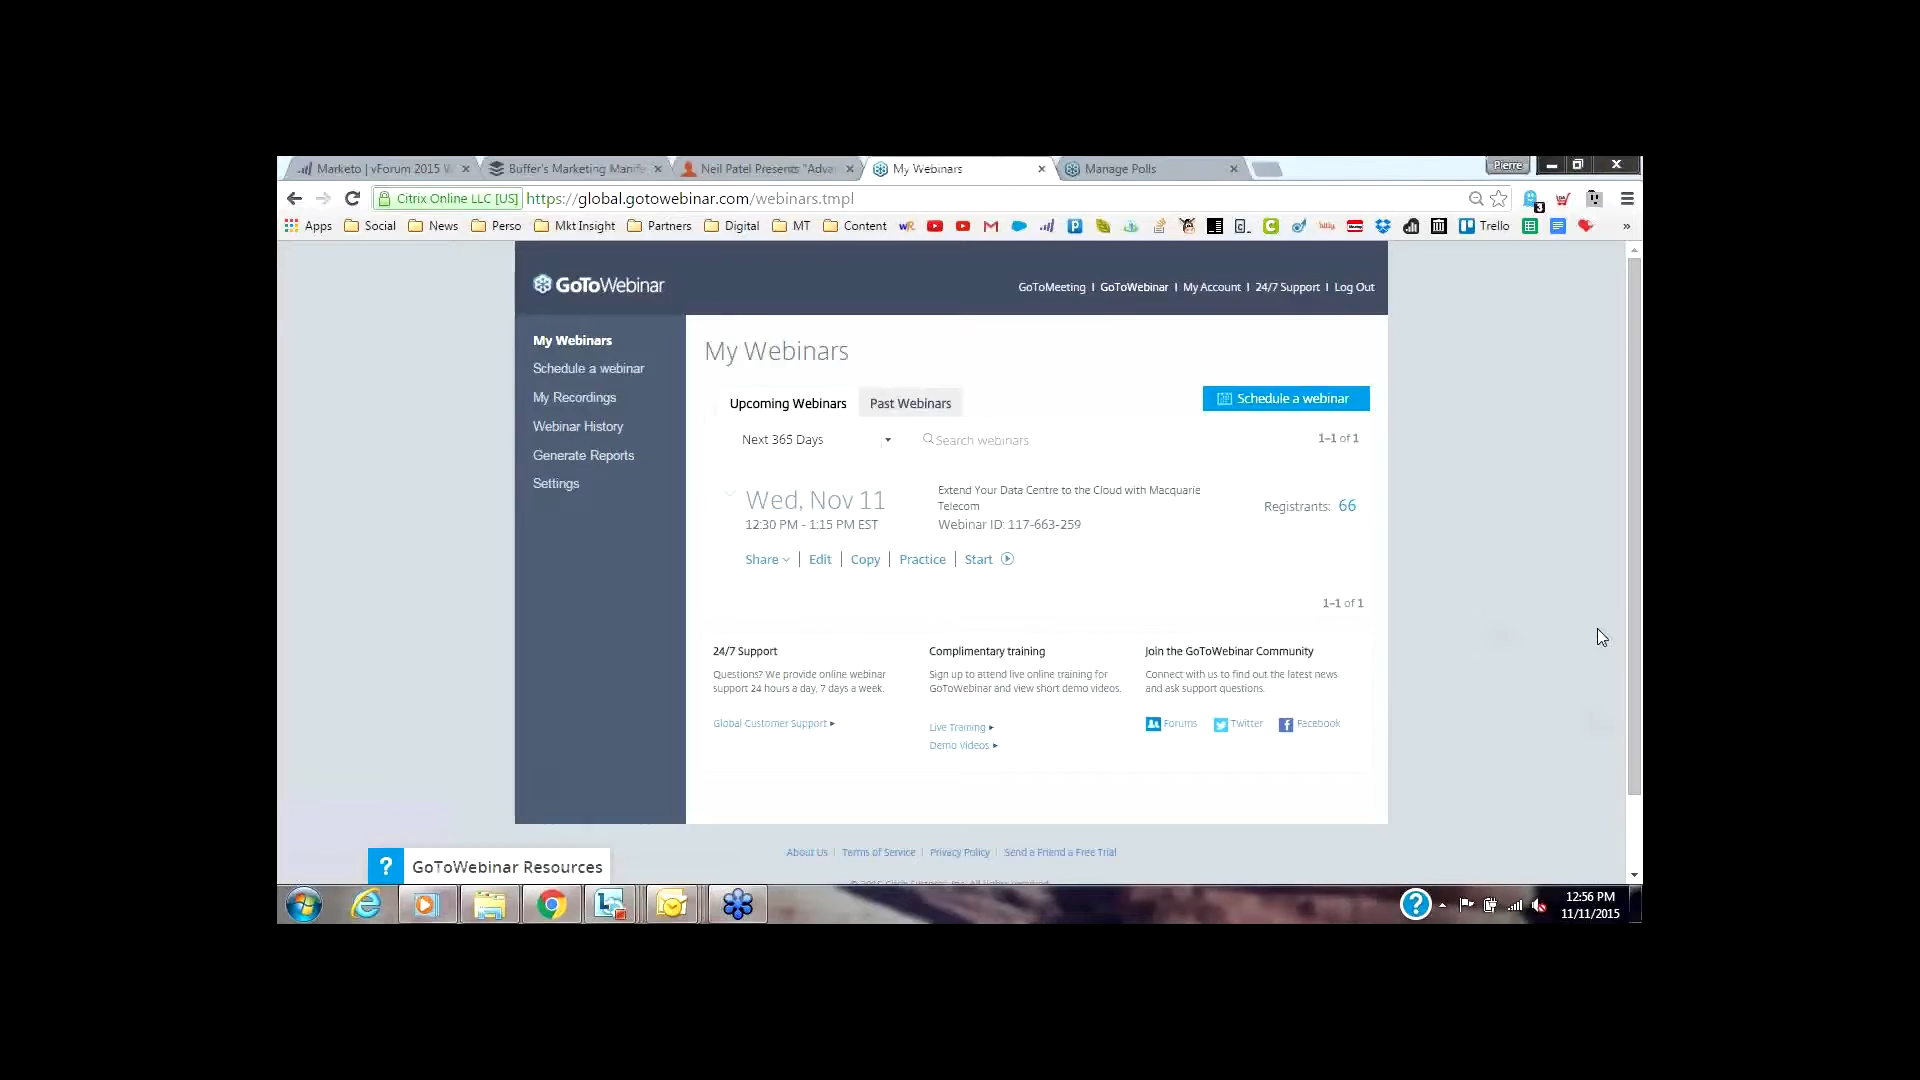 Marketo | vForum 2015 W
Buffer's Marketing Manife
Neil Patel Presents "Adva
My Webinars
Manage Polls
Pierre
Citrix Online LLC [US]
https://global.gotowebinar.com/webinars.tmpl
Apps
Social
News
Perso
Mkt Insight
Partners
Digital
MT
Content
Trello
»
GoToWebinar
GoToMeeting | GoToWebinar | My Account | 24/7 Support | Log Out
My Webinars
Schedule a webinar
My Recordings
Webinar History
Generate Reports
Settings
My Webinars
Upcoming Webinars
Past Webinars
Schedule a webinar
Next 365 Days
Search webinars
1-1 of 1
Wed, Nov 11
12:30 PM - 1:15 PM EST
Extend Your Data Centre to the Cloud with Macquarie
Telecom
Webinar ID: 117-663-259
Registrants: 66
Share | Edit | Copy | Practice | Start
1-1 of 1
24/7 Support
Questions? We provide online webinar
support 24 hours a day, 7 days a week.
Global Customer Support
Complimentary training
Sign up to attend live online training for
GoToWebinar and view short demo videos.
Live Training
Demo Videos
Join the GoToWebinar Community
Connect with us to find out the latest news
and ask support questions.
Forums
Twitter
Facebook
About Us | Terms of Service | Privacy Policy | Send a Friend a Free Trial
? GoToWebinar Resources
12:56 PM
11/11/2015